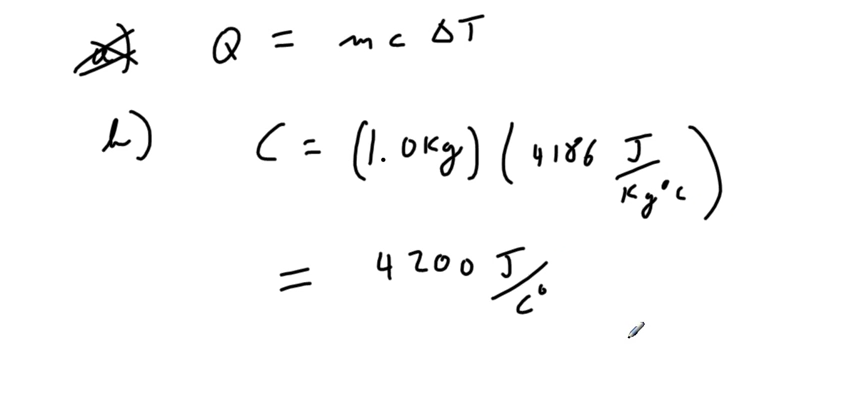 Q = mc ΔT
b) C = (1.0 Kg) (4186 J/Kg°C)
= 4200 J/C°